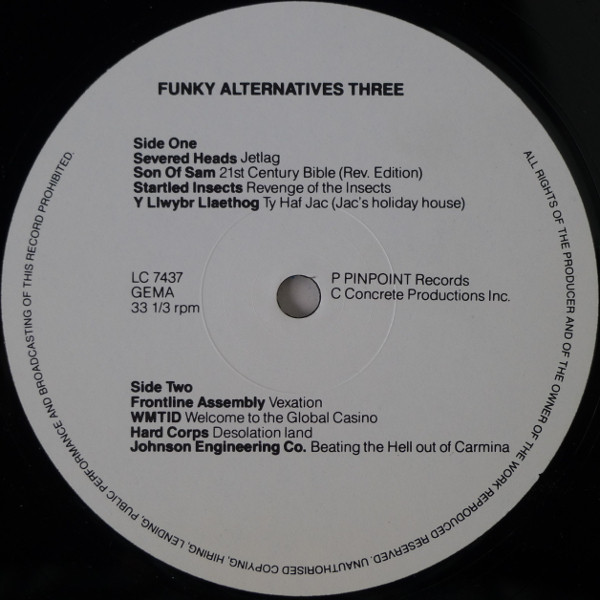 FUNKY ALTERNATIVES THREE
Side One
Severed Heads Jetlag
Son Of Sam 21st Century Bible (Rev. Edition)
Startled Insects Revenge of the Insects
Y Llwybr Llaethog Ty Haf Jac (Jac's holiday house)
LC 7437
GEMA
33 1/3 rpm
P PINPOINT Records
C Concrete Productions Inc.
Side Two
Frontline Assembly Vexation
WMTID Welcome to the Global Casino
Hard Corps Desolation land
Johnson Engineering Co. Beating the Hell out of Carmina
ALL RIGHTS OF THE PRODUCER AND OF THE OWNER OF THE WORK REPRODUCED RESERVED. UNAUTHORISED COPYING, HIRING, LENDING, PUBLIC PERFORMANCE AND BROADCASTING OF THIS RECORD PROHIBITED.